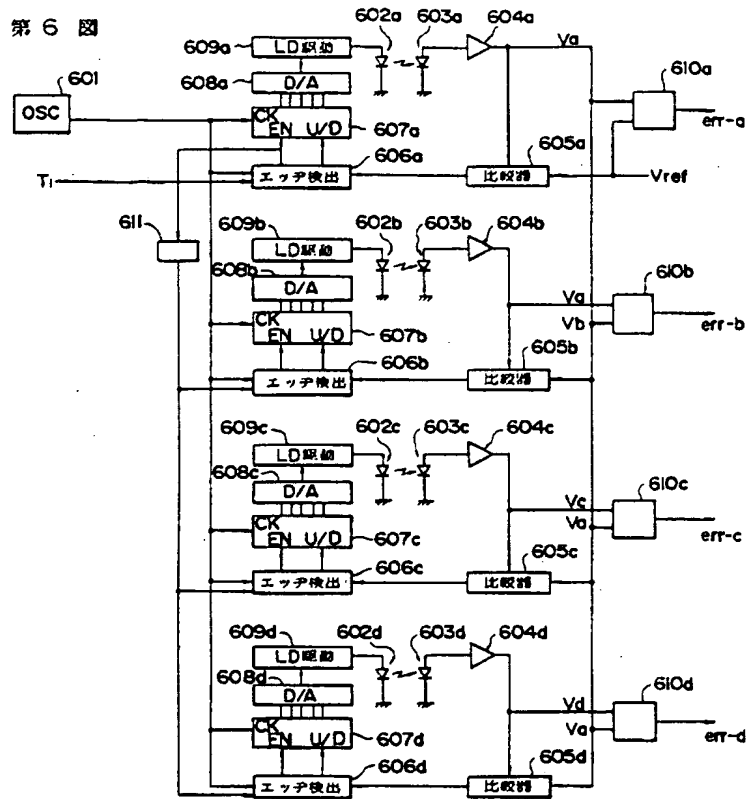 第 6 図
601
OSC
T1
611
609a
LD駆動
608a
D/A
CK
EN U/D
607a
エッヂ検出
606a
602a
603a
604a
Va
605a
比較器
Vref
610a
err-a
609b
LD駆動
608b
D/A
CK
EN U/D
607b
エッヂ検出
606b
602b
603b
604b
Va
Vb
605b
比較器
610b
err-b
609c
LD駆動
608c
D/A
CK
EN U/D
607c
エッヂ検出
606c
602c
603c
604c
Vc
Va
605c
比較器
610c
err-c
609d
LD駆動
608d
D/A
CK
EN U/D
607d
エッヂ検出
606d
602d
603d
604d
Vd
Va
605d
比較器
610d
err-d